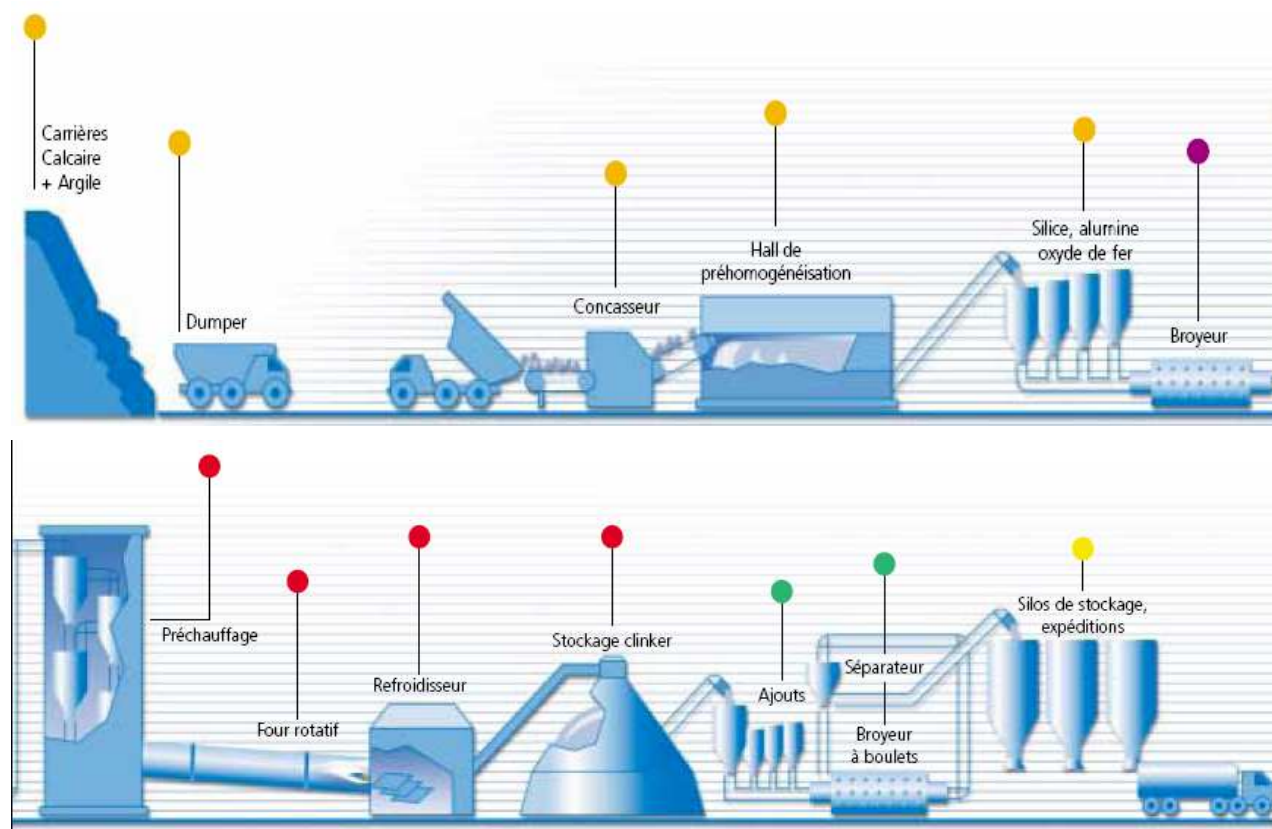 Carrières
Calcaire
+ Argile
Dumper
Concasseur
Hall de
préhomogénéisation
Silice, alumine
oxyde de fer
Broyeur
Préchauffage
Four rotatif
Refroidisseur
Stockage clinker
Ajouts
Séparateur
Broyeur
à boulets
Silos de stockage,
expéditions